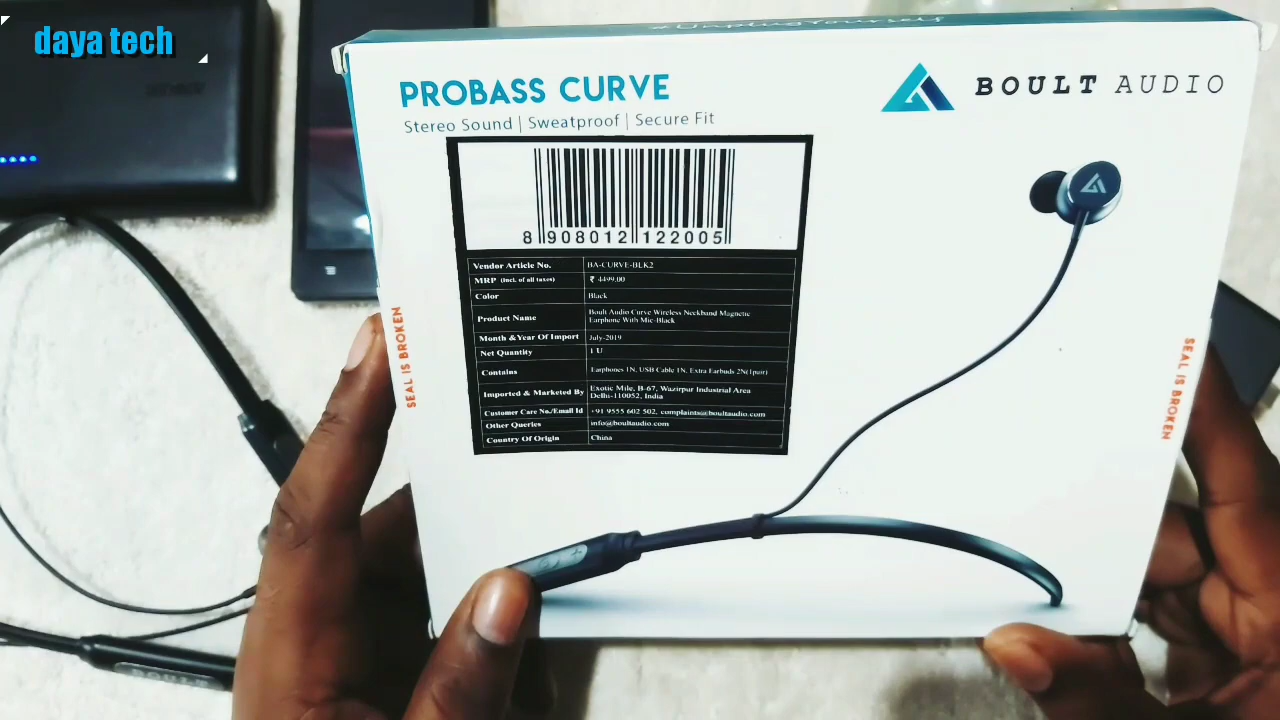 daya tech
#UnplugYourself
PROBASS CURVE
BOULT AUDIO
Stereo Sound | Sweatproof | Secure Fit
8 908012 122005
Vendor Article No. BA-CURVE-BLK2
MRP (incl. of all taxes) ₹ 4499.00
Color Black
Product Name Boult Audio Curve Wireless Neckband Magnetic
Earphone With Mic-Black
Month &Year Of Import July-2019
Net Quantity 1 U
Contains Earphones 1N, USB Cable 1N, Extra Earbuds 2N(1pair)
Imported & Marketed By Exotic Mile, B-67, Wazirpur Industrial Area
Delhi-110052, India
Customer Care No./Email Id +91 9555 602 502, complaints@boultaudio.com
Other Queries info@boultaudio.com
Country Of Origin China
SEAL IS BROKEN
SEAL IS BROKEN
BOULT